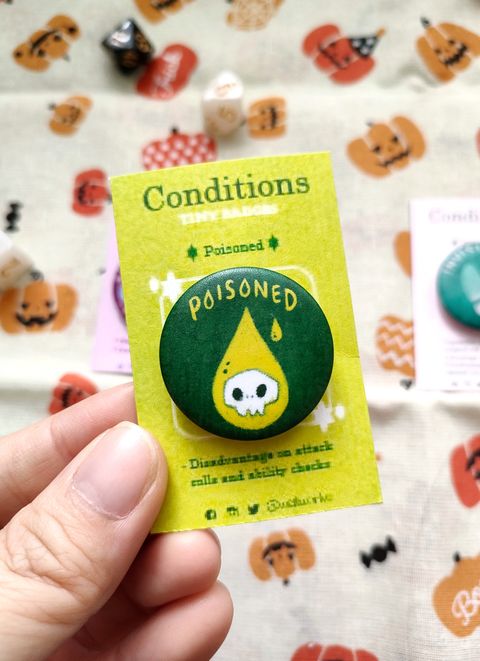 Conditions
TINY BADGES
Poisoned
POISONED
- Disadvantage on attack
rolls and ability checks